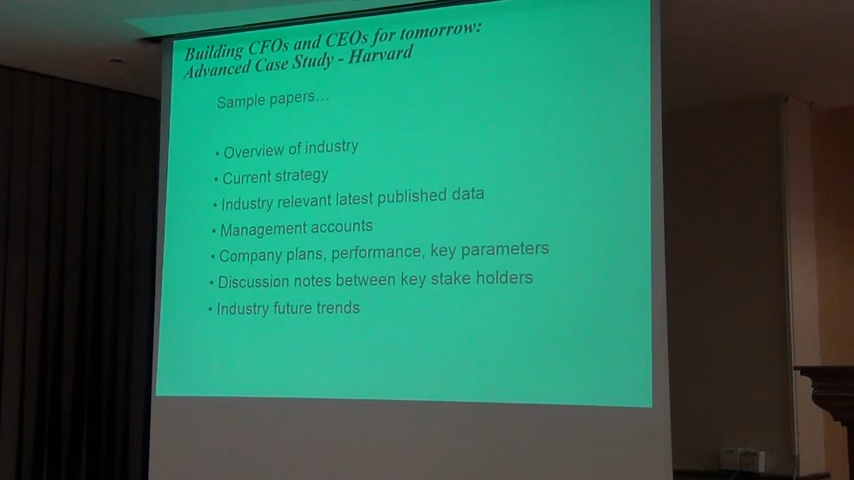 Building CFOs and CEOs for tomorrow:
Advanced Case Study - Harvard
Sample papers...
• Overview of industry
• Current strategy
• Industry relevant latest published data
• Management accounts
• Company plans, performance, key parameters
• Discussion notes between key stake holders
• Industry future trends